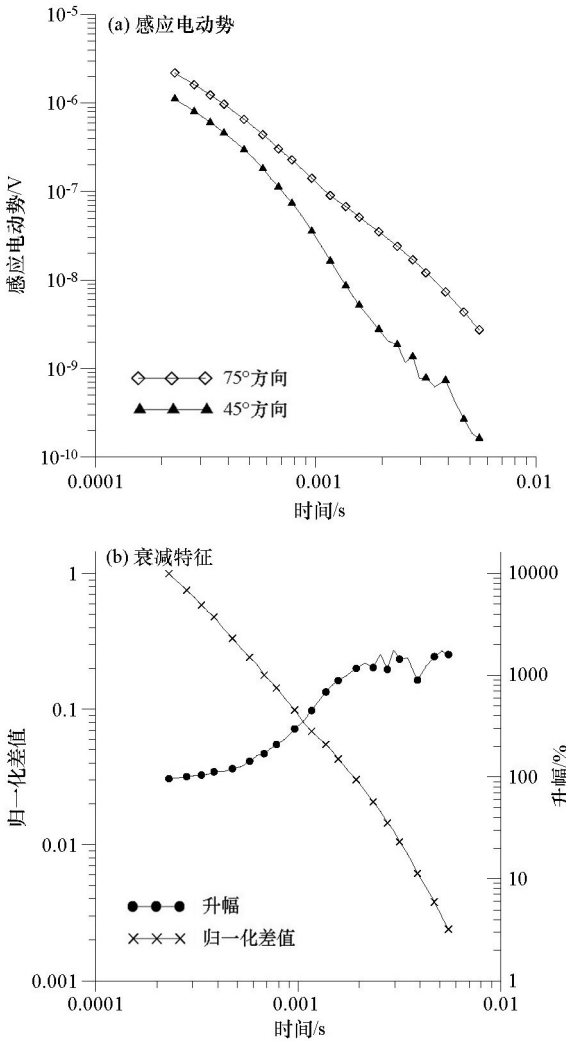 (a) 感应电动势
10-5
10-6
10-7
10-8
10-9
10-10
感应电动势/V
75°方向
45°方向
0.0001
0.001
0.01
时间/s
(b) 衰减特征
1
0.1
0.01
0.001
归一化差值
10000
1000
100
10
1
升幅/%
升幅
归一化差值
0.0001
0.001
0.01
时间/s